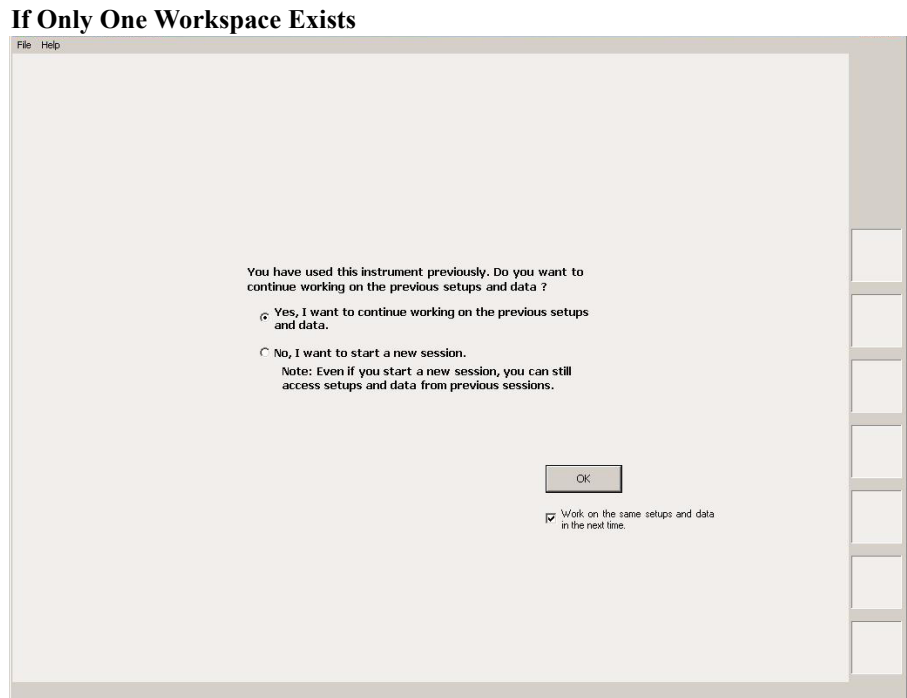 If Only One Workspace Exists
File Help
You have used this instrument previously. Do you want to
continue working on the previous setups and data ?
Yes, I want to continue working on the previous setups
and data.
No, I want to start a new session.
Note: Even if you start a new session, you can still
access setups and data from previous sessions.
OK
Work on the same setups and data
in the next time.